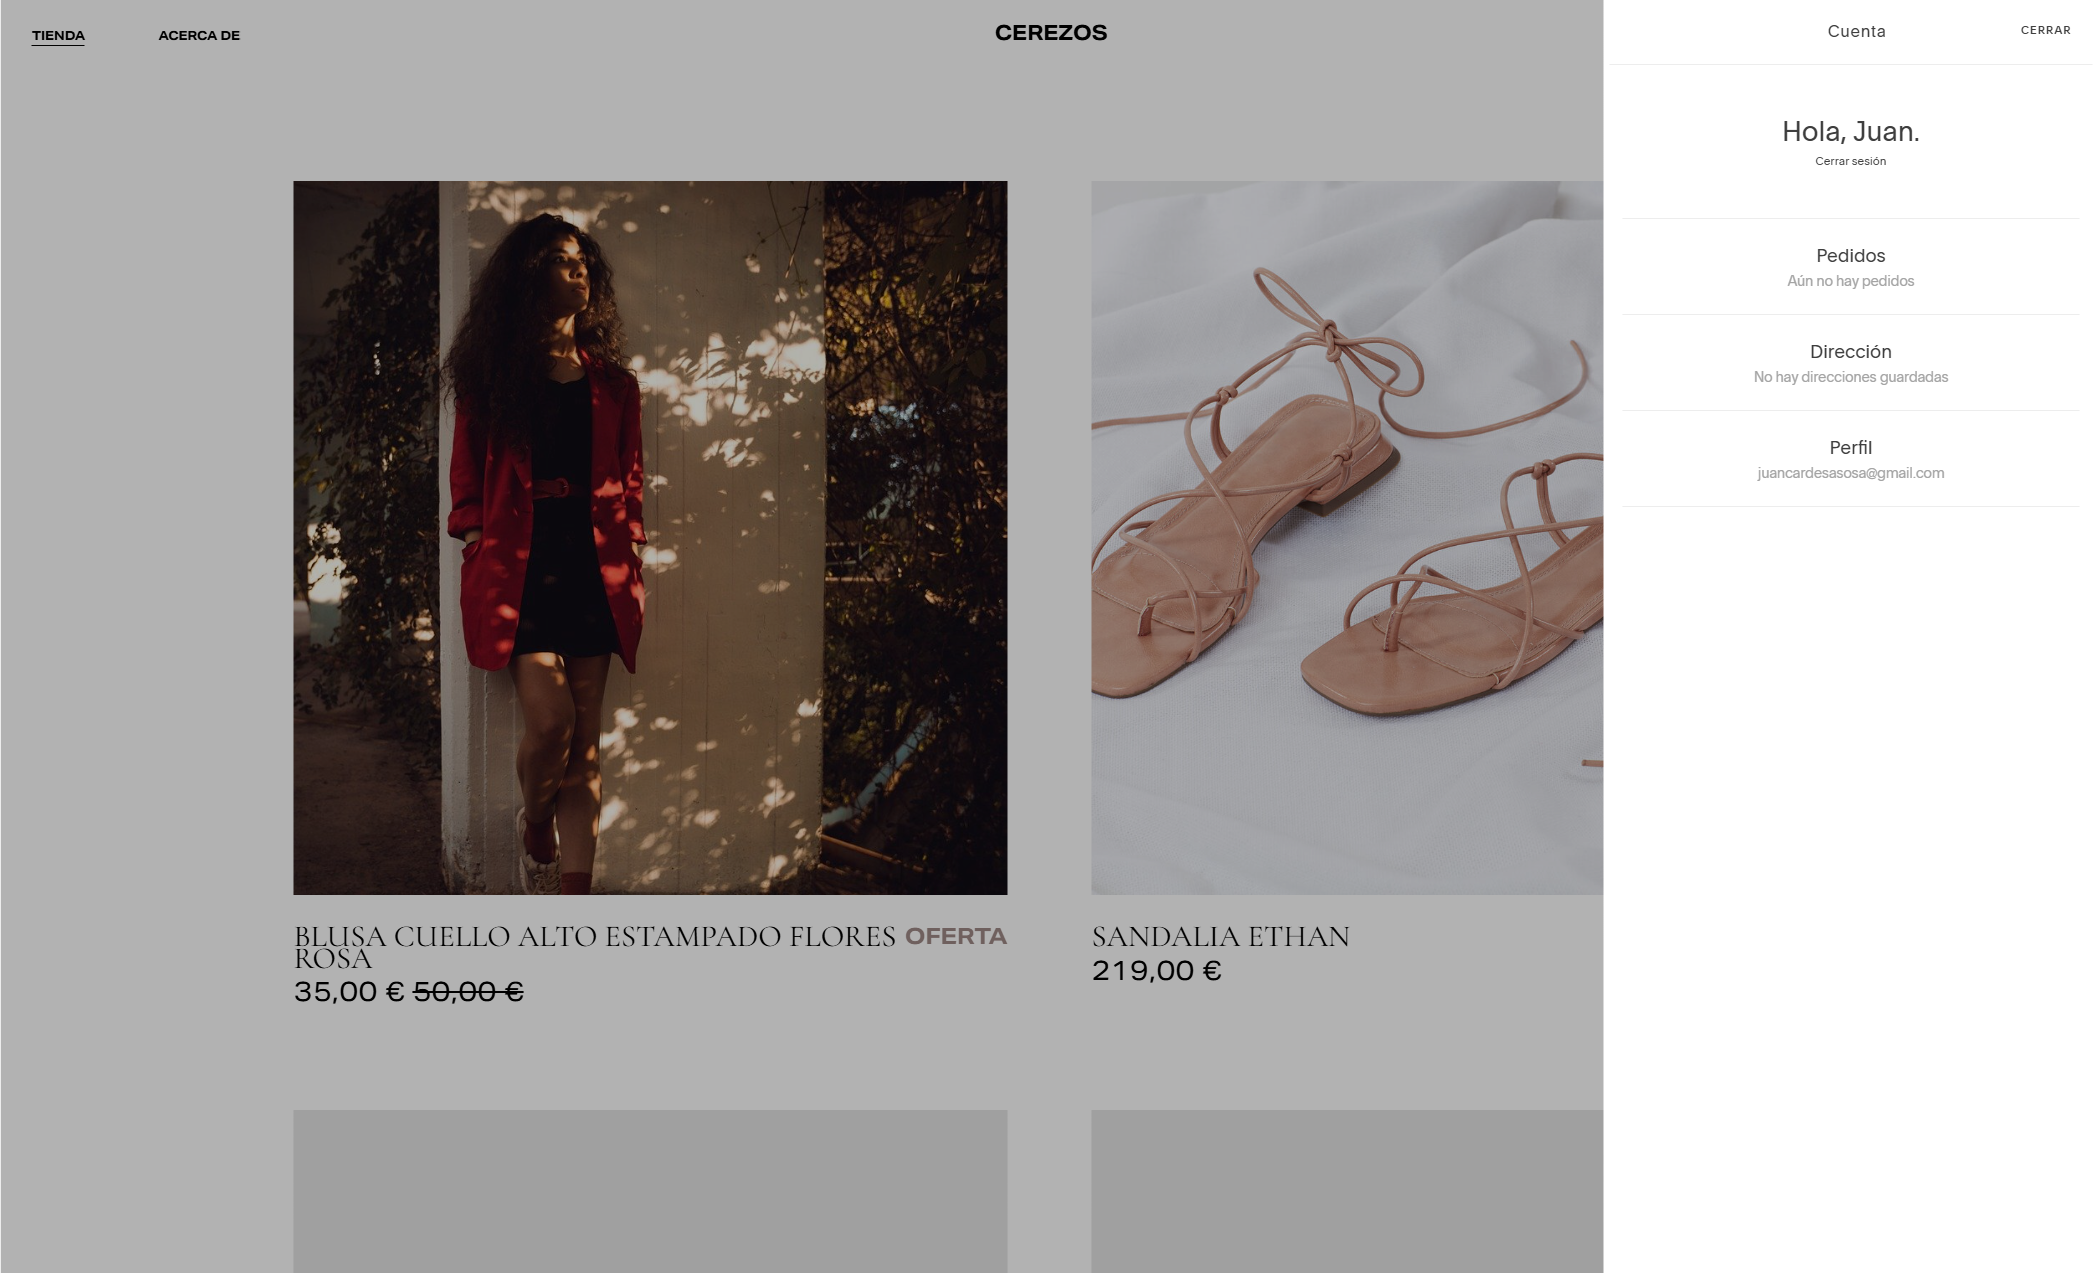 TIENDA
ACERCA DE
CEREZOS
Cuenta
CERRAR
Hola, Juan.
Cerrar sesión
Pedidos
Aún no hay pedidos
Dirección
No hay direcciones guardadas
Perfil
juancardesasosa@gmail.com
BLUSA CUELLO ALTO ESTAMPADO FLORES
ROSA
OFERTA
35,00 € 50,00 €
SANDALIA ETHAN
219,00 €